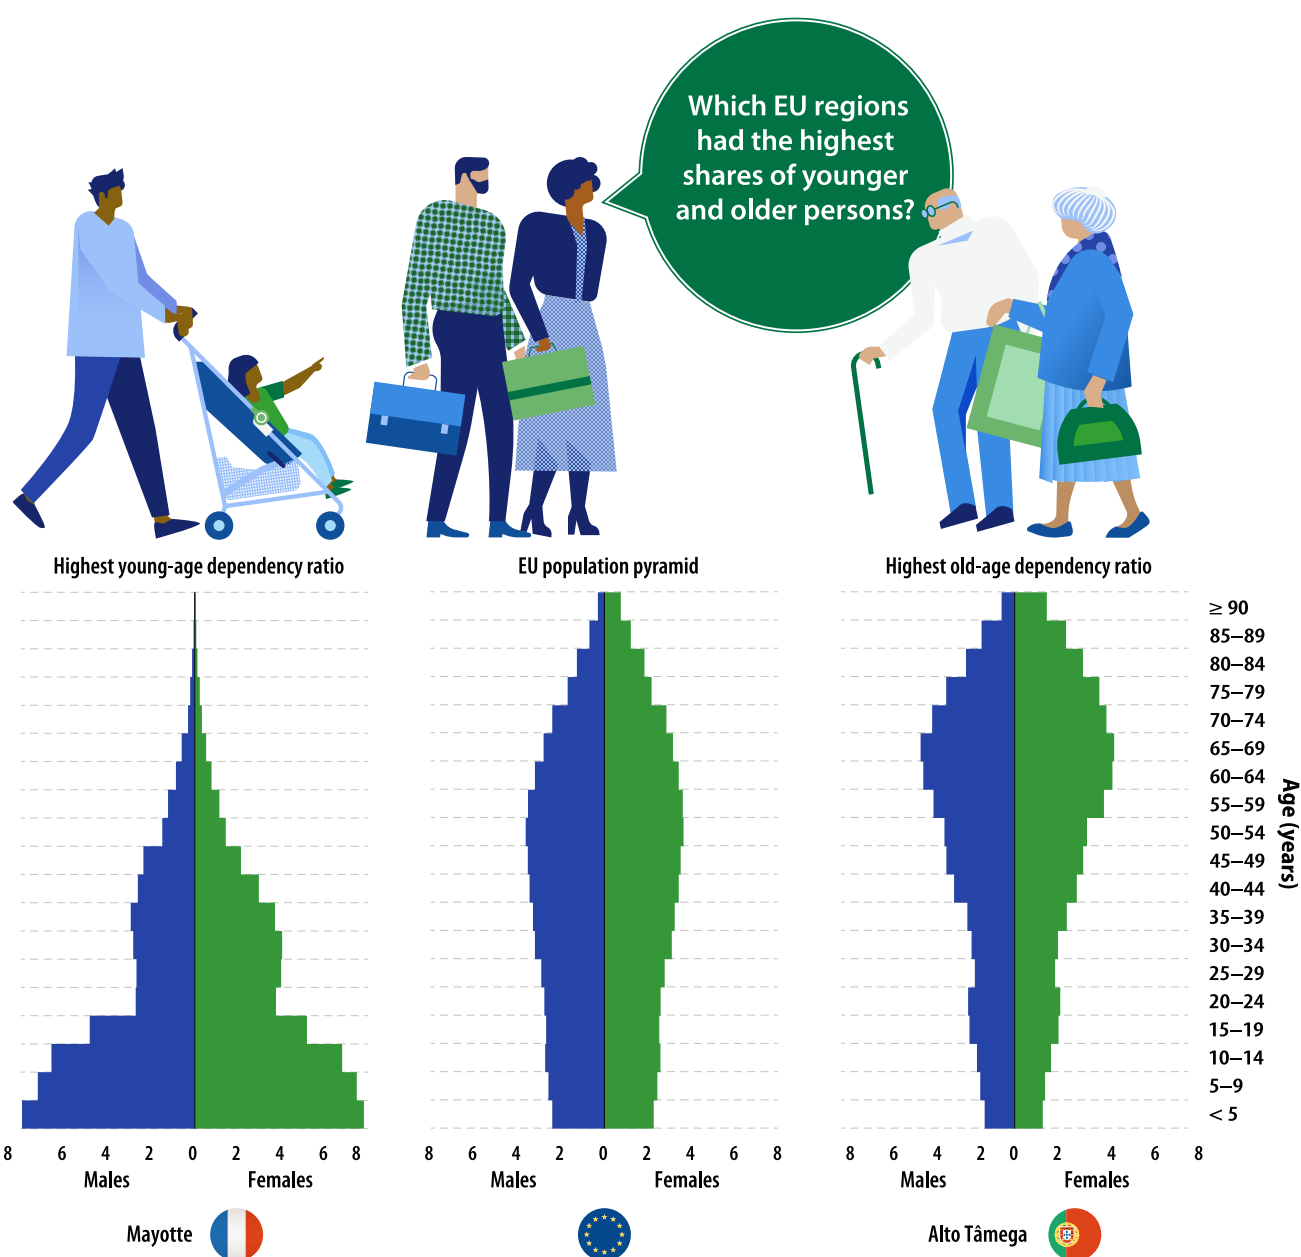 Which EU regions
had the highest
shares of younger
and older persons?
Highest young-age dependency ratio
EU population pyramid
Highest old-age dependency ratio
≥ 90
85–89
80–84
75–79
70–74
65–69
60–64
55–59
50–54
45–49
40–44
35–39
30–34
25–29
20–24
15–19
10–14
5–9
< 5
Age (years)
8 6 4 2 0 2 4 6 8
Males Females
8 6 4 2 0 2 4 6 8
Males Females
8 6 4 2 0 2 4 6 8
Males Females
Mayotte
Alto Tâmega